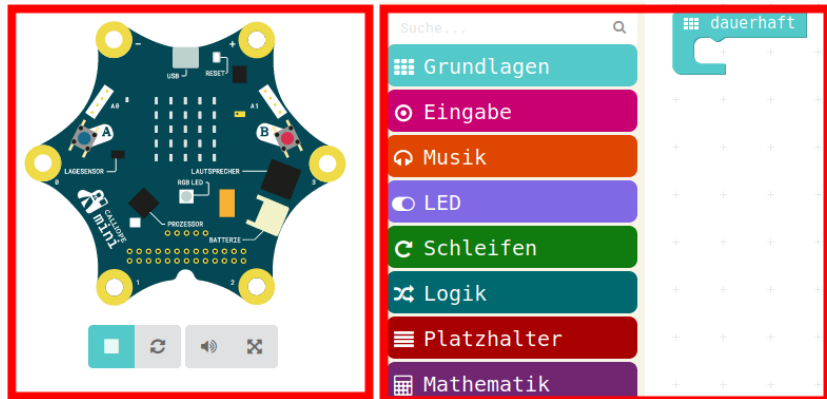 -
+
USB
RESET
A0
A1
A
B
LAGESENSOR
LAUTSPRECHER
0
3
RGB LED
CALLIOPE
mini
PROZESSOR
BATTERIE
1
2
Suche...
Grundlagen
Eingabe
Musik
LED
Schleifen
Logik
Platzhalter
Mathematik
dauerhaft